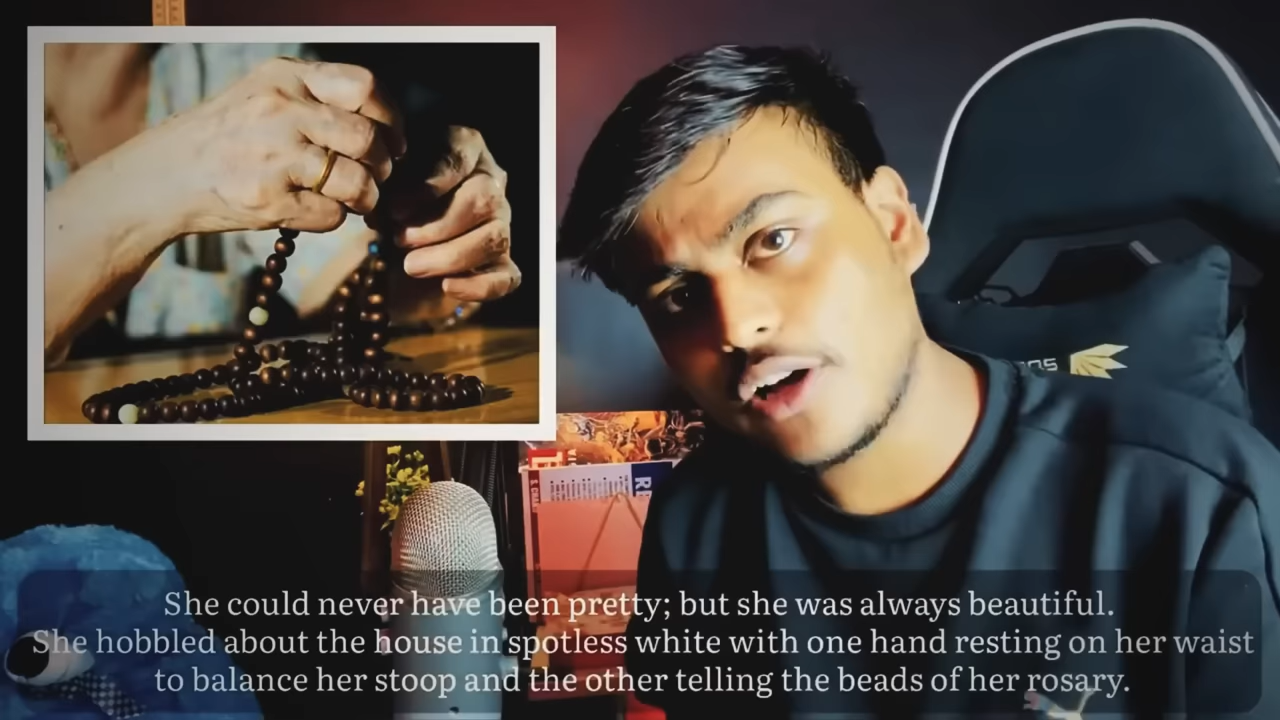 She could never have been pretty; but she was always beautiful.
She hobbled about the house in spotless white with one hand resting on her waist
to balance her stoop and the other telling the beads of her rosary.